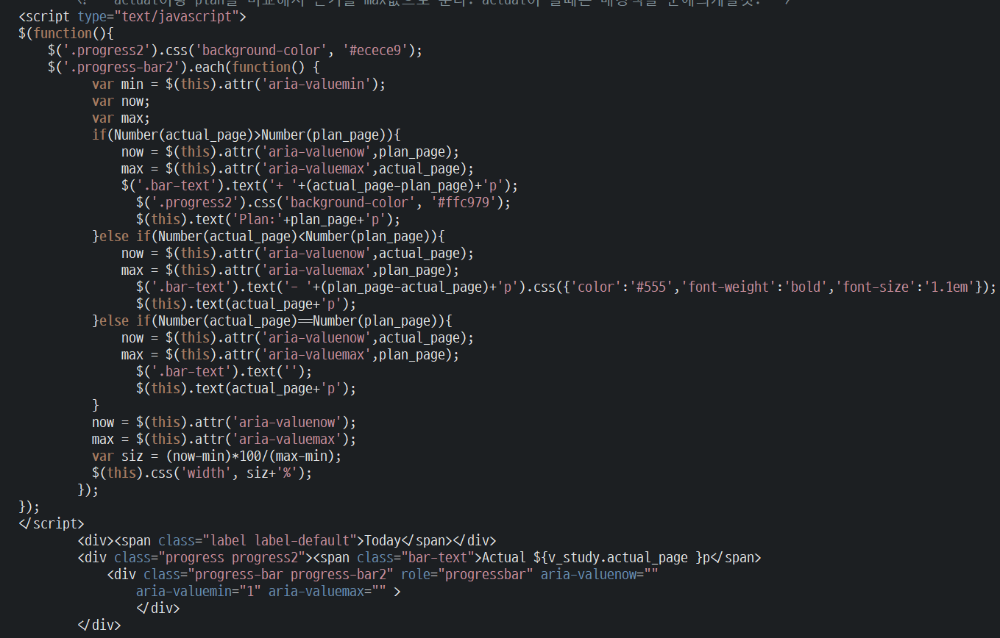 <script type="text/javascript">
$(function(){
    $('.progress2').css('background-color', '#ecece9');
    $('.progress-bar2').each(function() {
          var min = $(this).attr('aria-valuemin');
          var now;
          var max;
          if(Number(actual_page)>Number(plan_page)){
              now = $(this).attr('aria-valuenow',plan_page);
              max = $(this).attr('aria-valuemax',actual_page);
              $('.bar-text').text('+ '+(actual_page-plan_page)+'p');
                $('.progress2').css('background-color', '#ffc979');
                $(this).text('Plan:'+plan_page+'p');
          }else if(Number(actual_page)<Number(plan_page)){
              now = $(this).attr('aria-valuenow',actual_page);
              max = $(this).attr('aria-valuemax',plan_page);
                $('.bar-text').text('- '+(plan_page-actual_page)+'p').css({'color':'#555','font-weight':'bold','font-size':'1.1em'});
                $(this).text(actual_page+'p');
          }else if(Number(actual_page)==Number(plan_page)){
              now = $(this).attr('aria-valuenow',actual_page);
              max = $(this).attr('aria-valuemax',plan_page);
                $('.bar-text').text('');
                $(this).text(actual_page+'p');
          }
          now = $(this).attr('aria-valuenow');
          max = $(this).attr('aria-valuemax');
          var siz = (now-min)*100/(max-min);
          $(this).css('width', siz+'%');
        });
});
</script>
        <div><span class="label label-default">Today</span></div>
        <div class="progress progress2"><span class="bar-text">Actual ${v_study.actual_page }p</span>
            <div class="progress-bar progress-bar2" role="progressbar" aria-valuenow=""
                aria-valuemin="1" aria-valuemax="" >
                </div>
        </div>